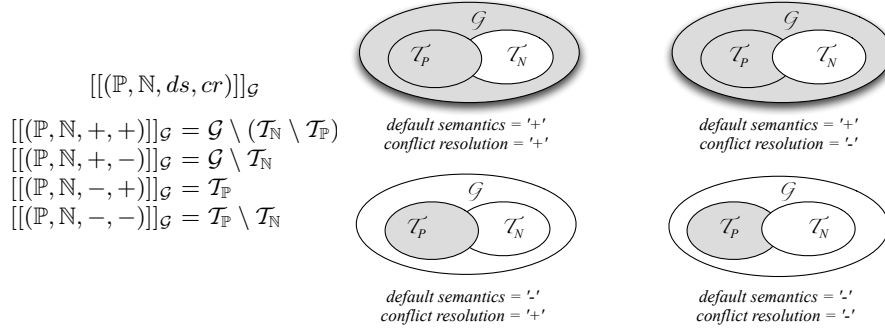 [[(ℙ, ℕ, ds, cr)]]𝒢
[[(ℙ, ℕ, +, +)]]𝒢 = 𝒢 \ (𝒯ℕ \ 𝒯ℙ)
[[(ℙ, ℕ, +, −)]]𝒢 = 𝒢 \ 𝒯ℕ
[[(ℙ, ℕ, −, +)]]𝒢 = 𝒯ℙ
[[(ℙ, ℕ, −, −)]]𝒢 = 𝒯ℙ \ 𝒯ℕ
𝒢
𝒯P 𝒯N
default semantics = '+'
conflict resolution = '+'
𝒢
𝒯P 𝒯N
default semantics = '+'
conflict resolution = '-'
𝒢
𝒯P 𝒯N
default semantics = '-'
conflict resolution = '+'
𝒢
𝒯P 𝒯N
default semantics = '-'
conflict resolution = '-'